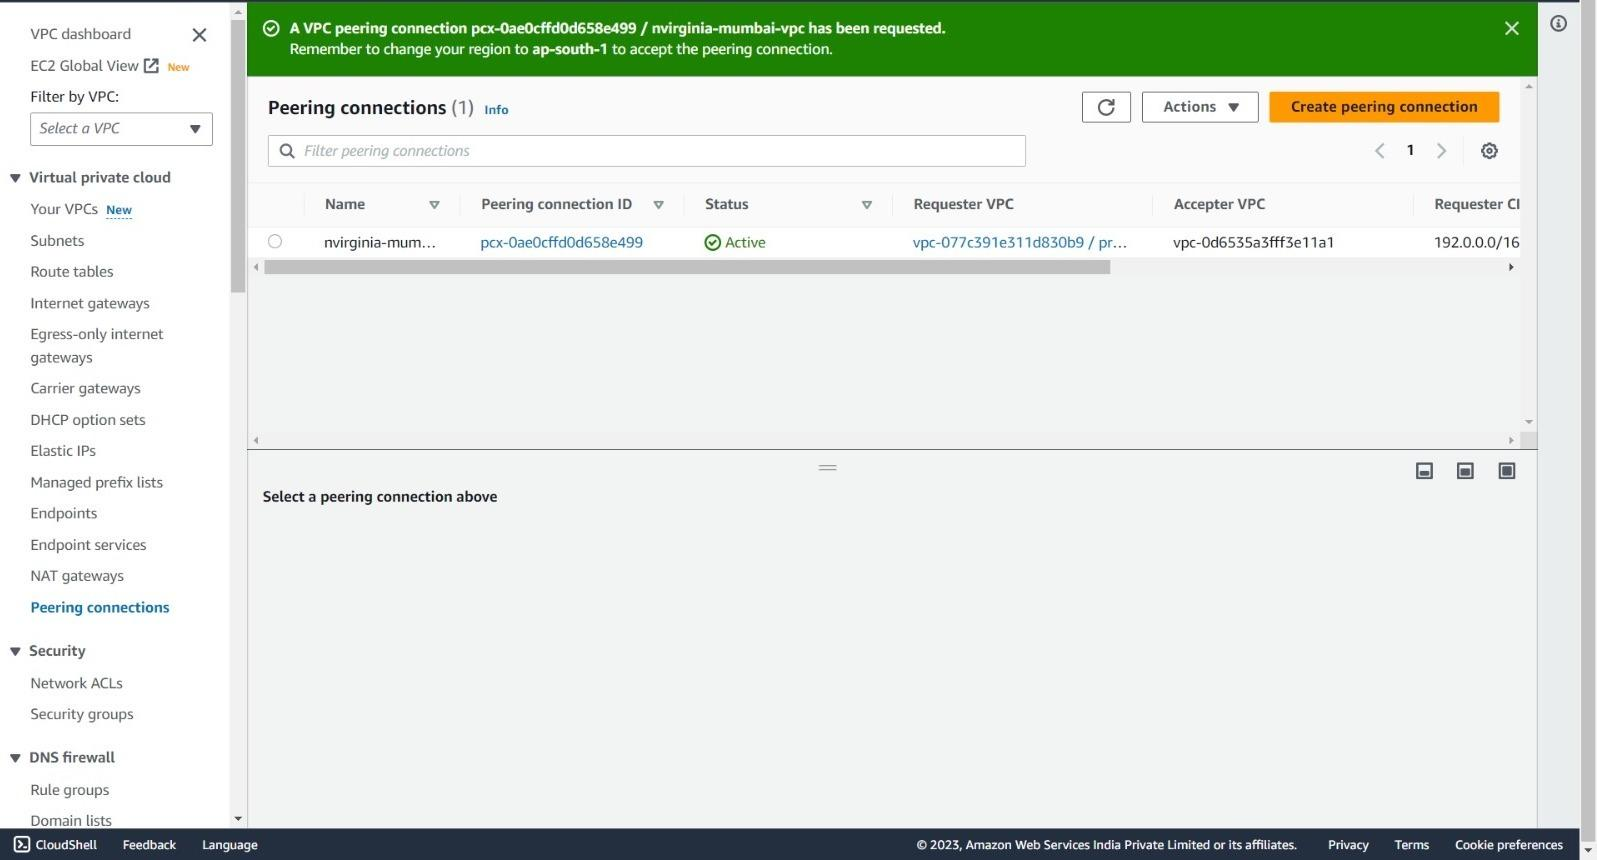 VPC dashboard
EC2 Global View New
Filter by VPC:
Select a VPC
Virtual private cloud
Your VPCs New
Subnets
Route tables
Internet gateways
Egress-only internet
gateways
Carrier gateways
DHCP option sets
Elastic IPs
Managed prefix lists
Endpoints
Endpoint services
NAT gateways
Peering connections
Security
Network ACLs
Security groups
DNS firewall
Rule groups
Domain lists
A VPC peering connection pcx-0ae0cffd0d658e499 / nvirginia-mumbai-vpc has been requested.
Remember to change your region to ap-south-1 to accept the peering connection.
Peering connections (1) Info
Actions
Create peering connection
Filter peering connections
1
Name Peering connection ID Status Requester VPC Accepter VPC Requester CI
nvirginia-mum... pcx-0ae0cffd0d658e499 Active vpc-077c391e311d830b9 / pr... vpc-0d6535a3fff3e11a1 192.0.0.0/16
Select a peering connection above
CloudShell Feedback Language © 2023, Amazon Web Services India Private Limited or its affiliates. Privacy Terms Cookie preferences